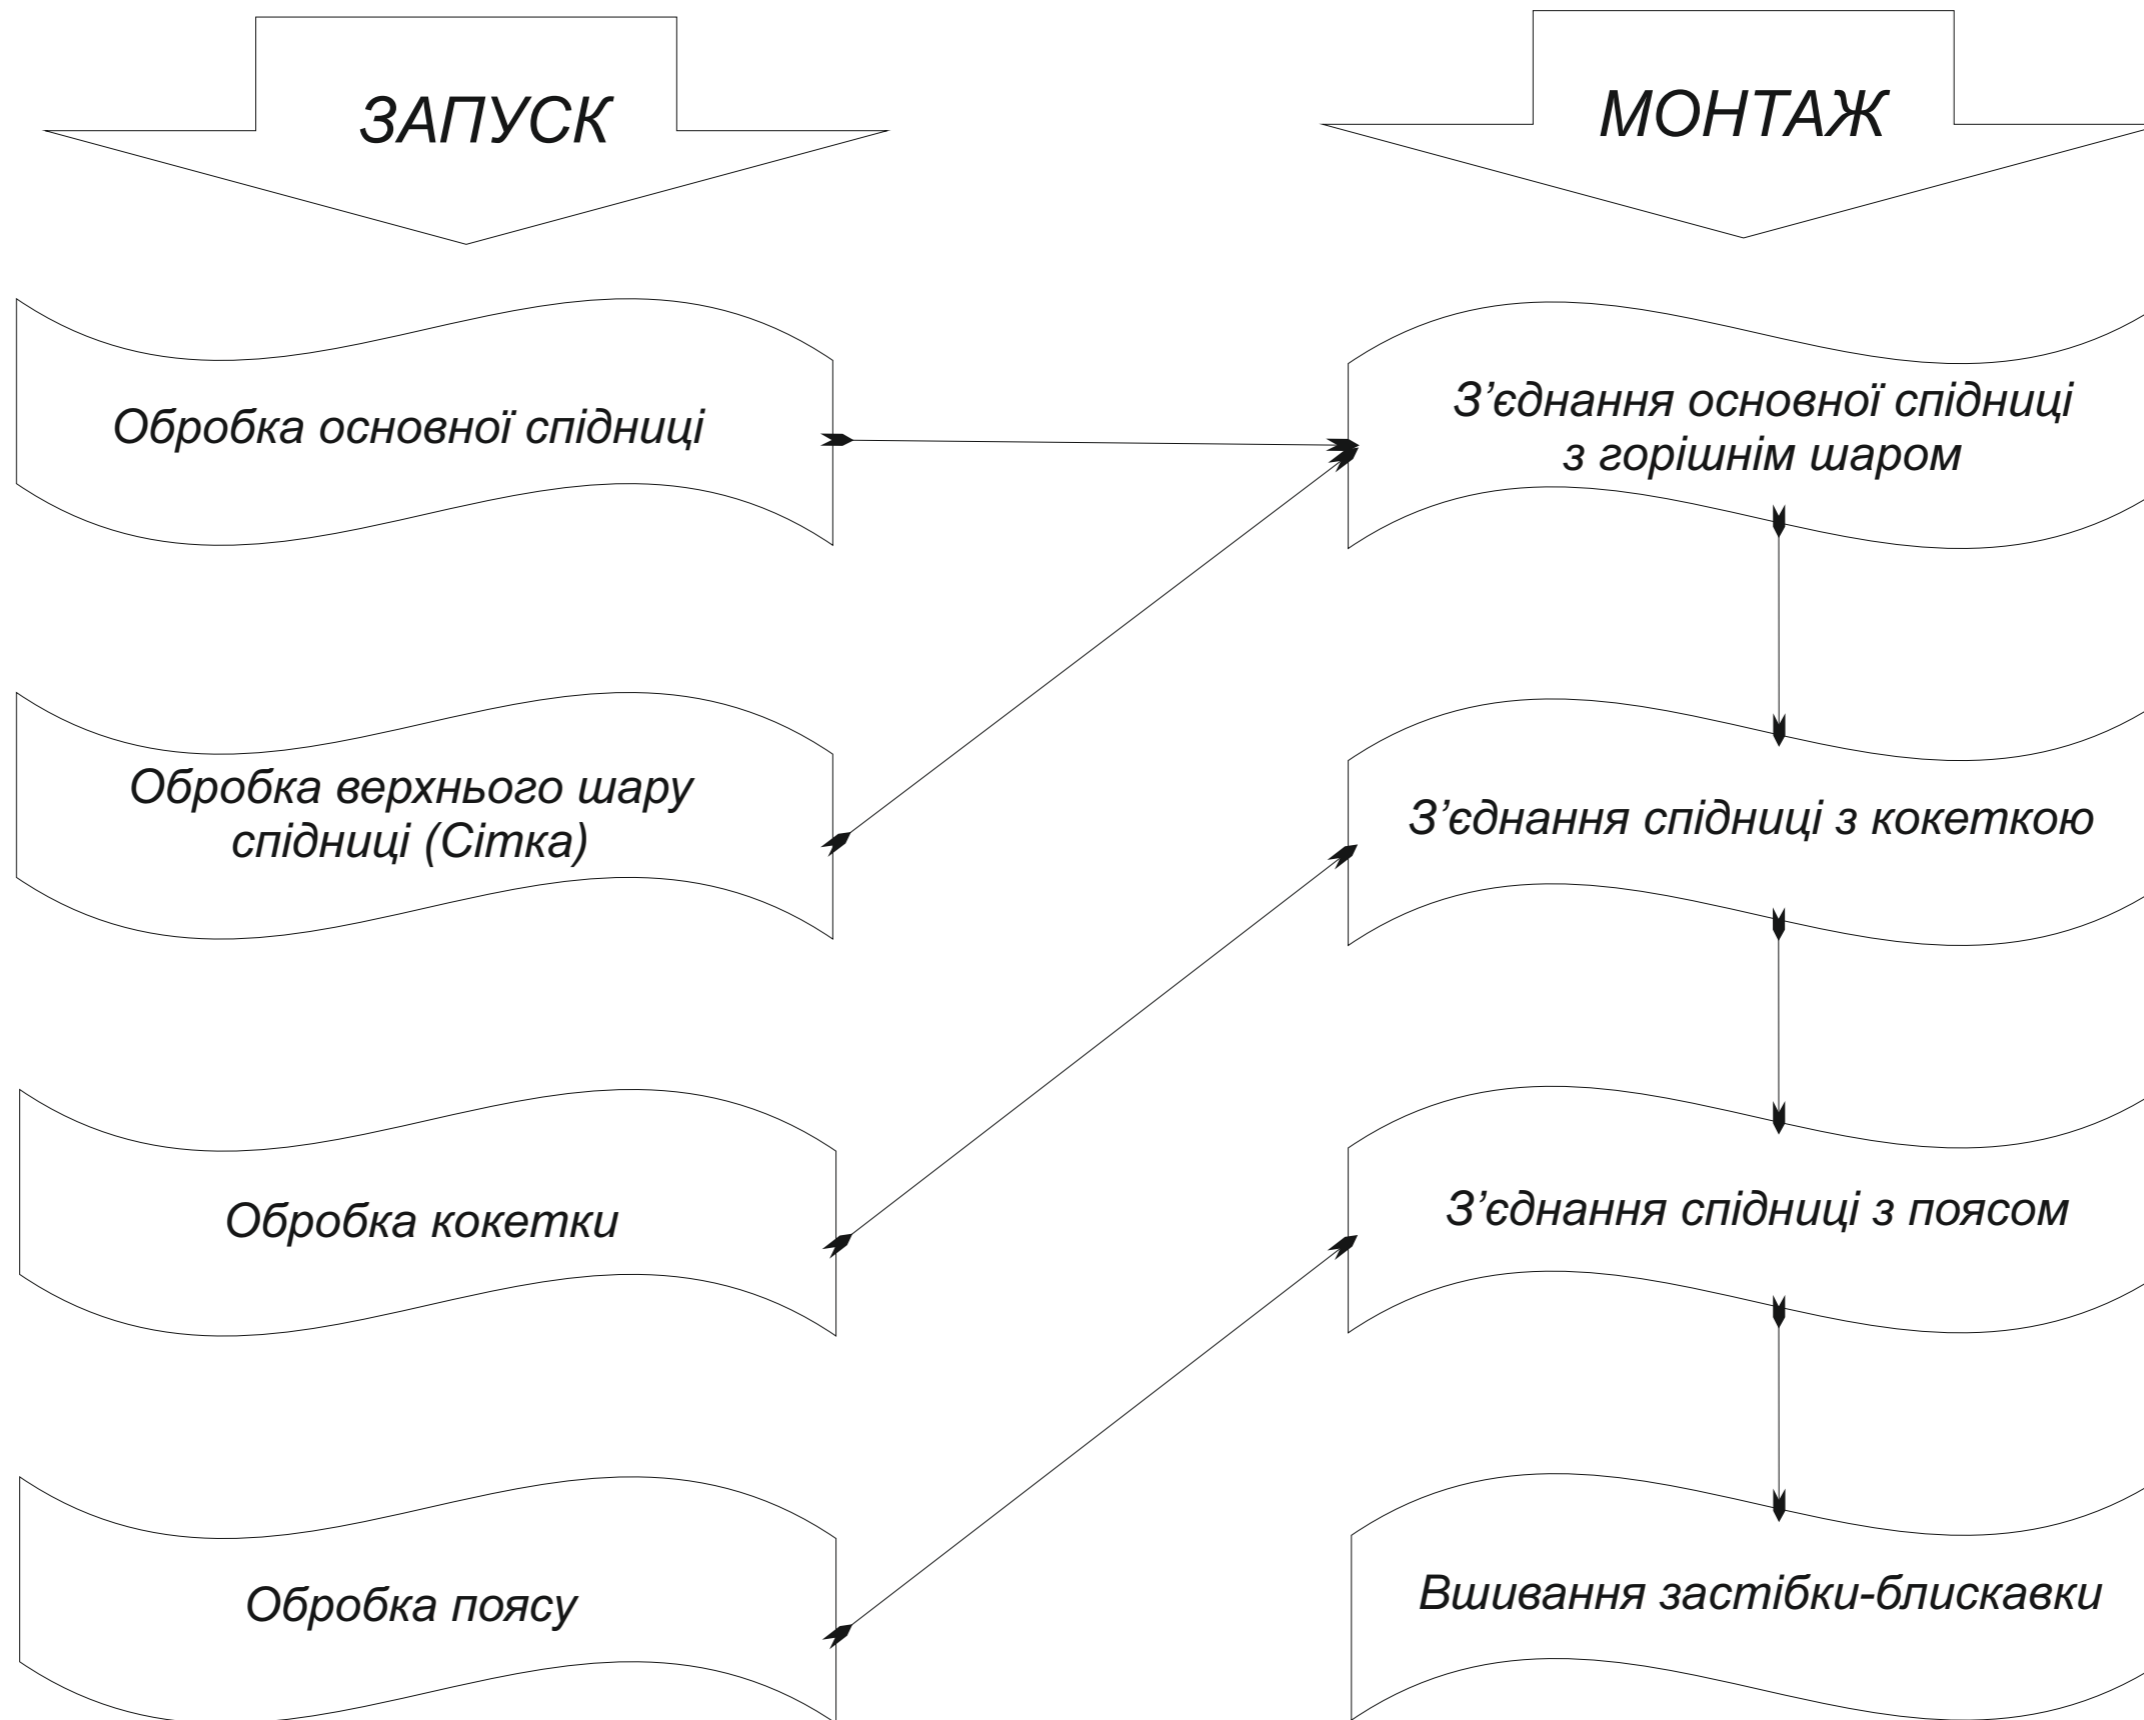 ЗАПУСК
МОНТАЖ
Обробка основної спідниці
З’єднання основної спідниці
з горішнім шаром
Обробка верхнього шару
спідниці (Сітка)
З’єднання спідниці з кокеткою
Обробка кокетки
З’єднання спідниці з поясом
Обробка поясу
Вшивання застібки-блискавки